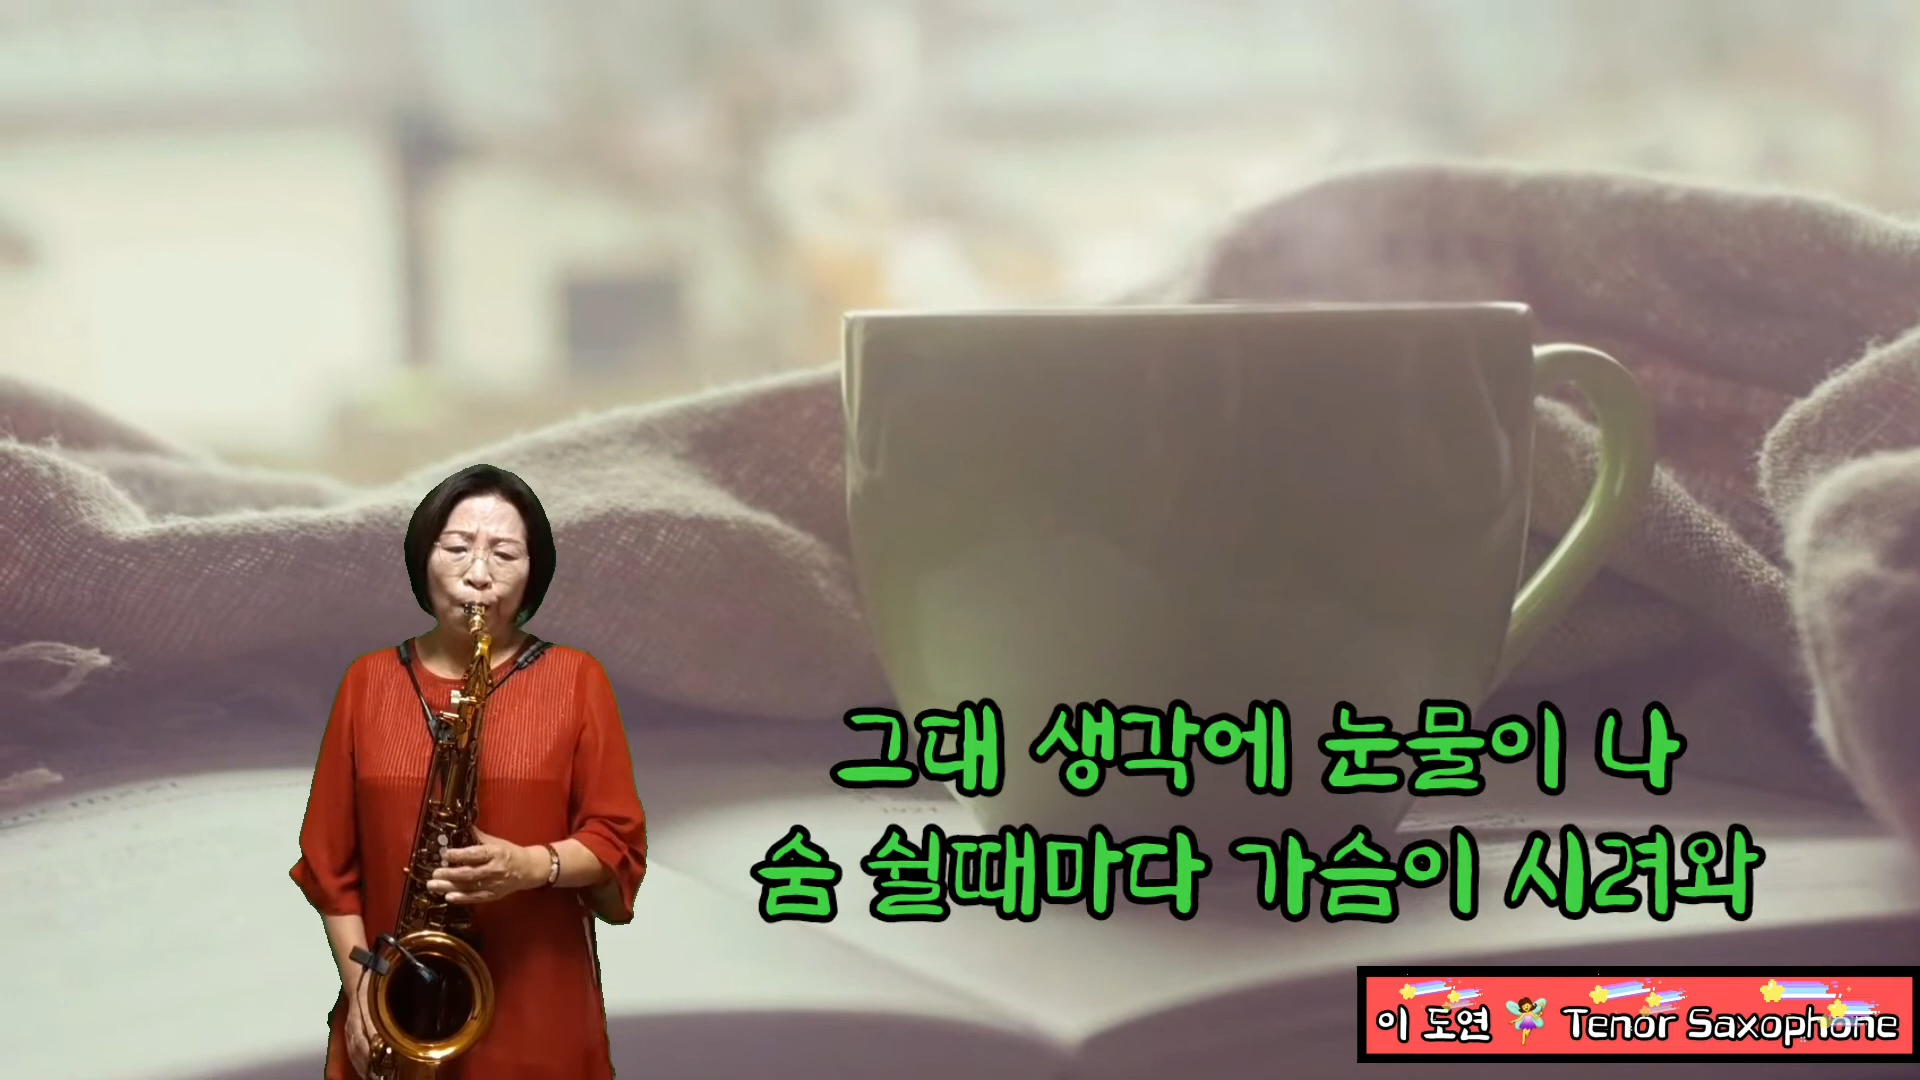 그대 생각에 눈물이 나
숨 쉴때마다 가슴이 시려와
이 도연 Tenor Saxophone